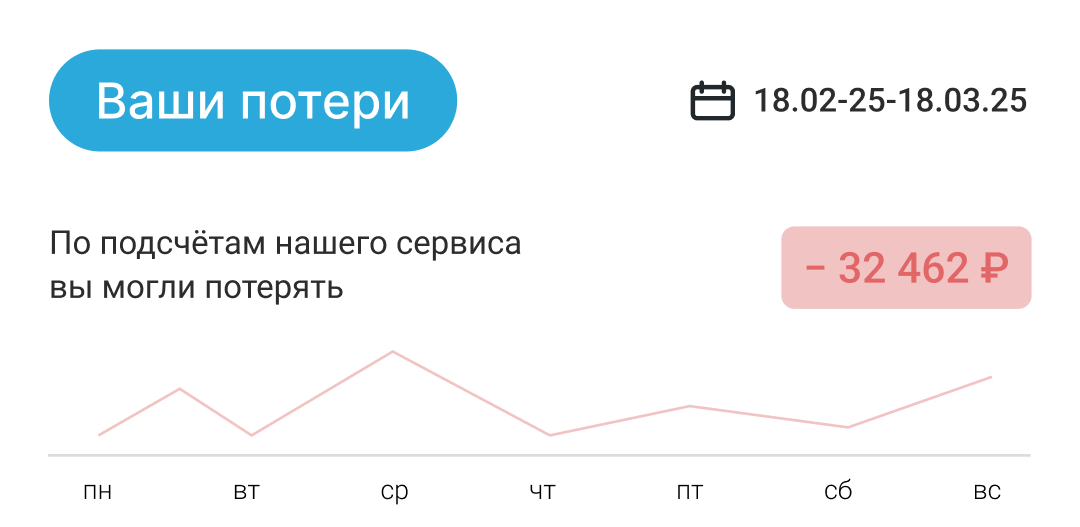 Ваши потери
18.02-25-18.03.25
По подсчётам нашего сервиса
вы могли потерять
− 32 462 ₽
пн вт ср чт пт сб вс